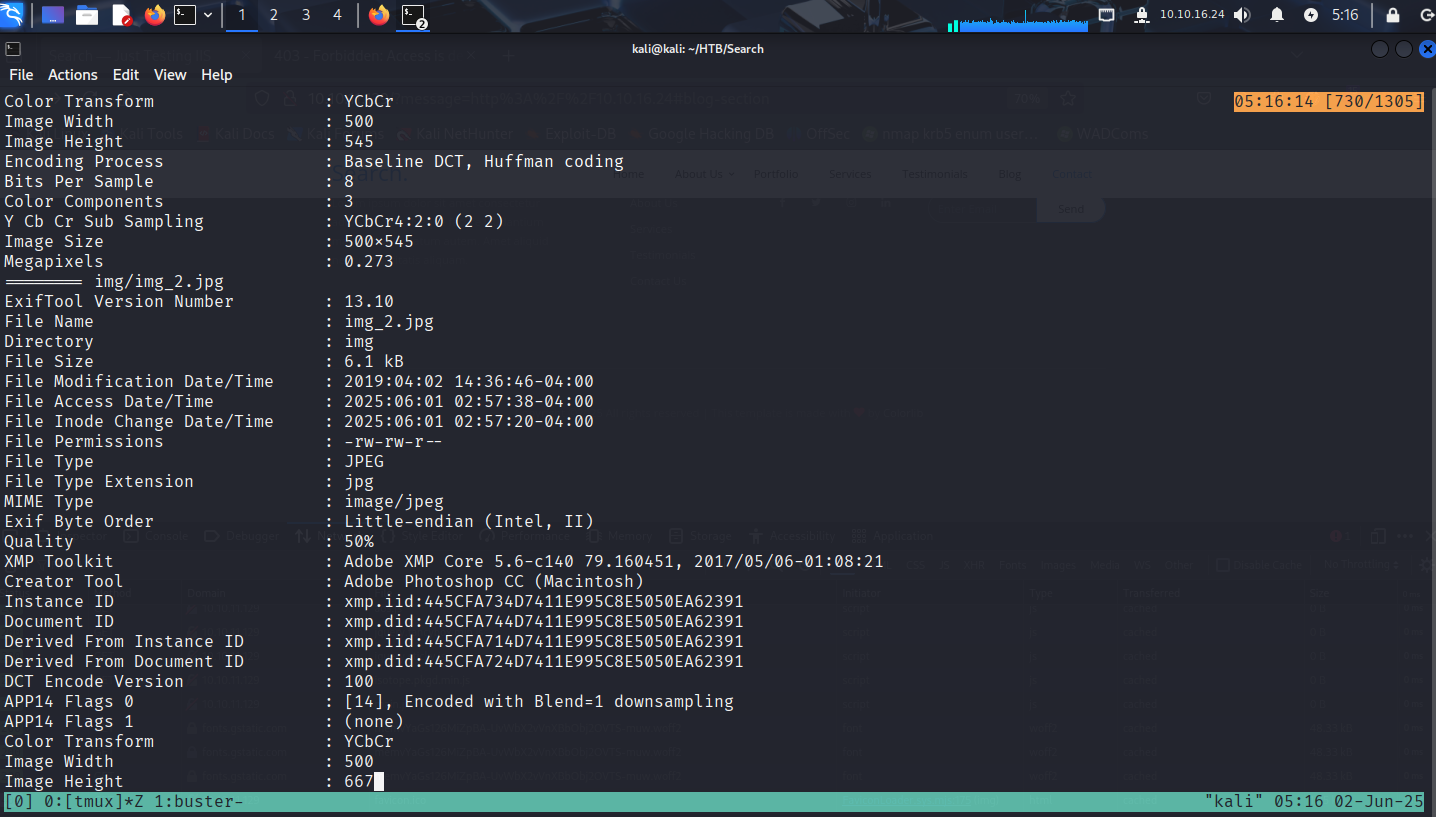 1 2 3 4 2 10.10.16.24 5:16
kali@kali: ~/HTB/Search
File Actions Edit View Help
Color Transform : YCbCr 05:16:14 [730/1305]
Image Width : 500
Image Height : 545
Encoding Process : Baseline DCT, Huffman coding
Bits Per Sample : 8
Color Components : 3
Y Cb Cr Sub Sampling : YCbCr4:2:0 (2 2)
Image Size : 500×545
Megapixels : 0.273
======== img/img_2.jpg
ExifTool Version Number : 13.10
File Name : img_2.jpg
Directory : img
File Size : 6.1 kB
File Modification Date/Time : 2019:04:02 14:36:46-04:00
File Access Date/Time : 2025:06:01 02:57:38-04:00
File Inode Change Date/Time : 2025:06:01 02:57:20-04:00
File Permissions : -rw-rw-r--
File Type : JPEG
File Type Extension : jpg
MIME Type : image/jpeg
Exif Byte Order : Little-endian (Intel, II)
Quality : 50%
XMP Toolkit : Adobe XMP Core 5.6-c140 79.160451, 2017/05/06-01:08:21
Creator Tool : Adobe Photoshop CC (Macintosh)
Instance ID : xmp.iid:445CFA734D7411E995C8E5050EA62391
Document ID : xmp.did:445CFA744D7411E995C8E5050EA62391
Derived From Instance ID : xmp.iid:445CFA714D7411E995C8E5050EA62391
Derived From Document ID : xmp.did:445CFA724D7411E995C8E5050EA62391
DCT Encode Version : 100
APP14 Flags 0 : [14], Encoded with Blend=1 downsampling
APP14 Flags 1 : (none)
Color Transform : YCbCr
Image Width : 500
Image Height : 667
[0] 0:[tmux]*Z 1:buster- "kali" 05:16 02-Jun-25